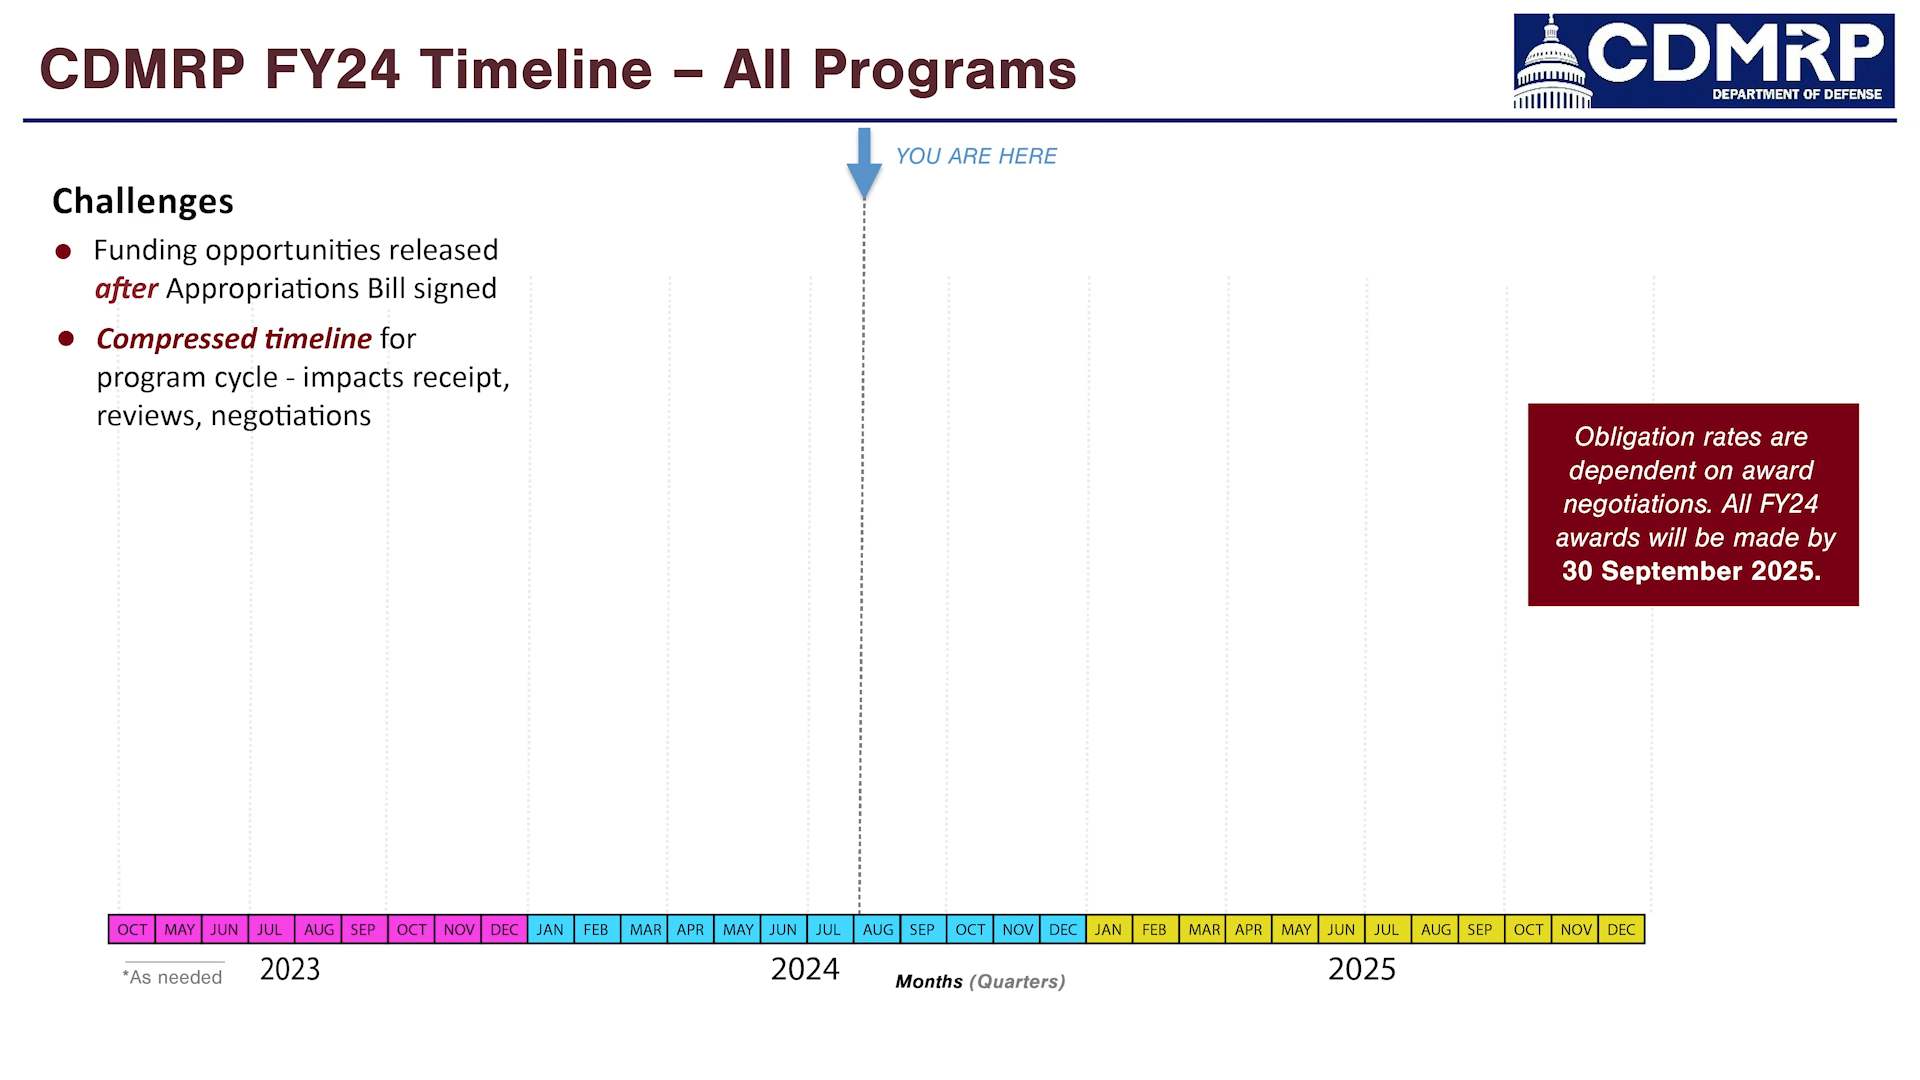 CDMRP FY24 Timeline – All Programs
CDMRP
DEPARTMENT OF DEFENSE
YOU ARE HERE
Challenges
● Funding opportunities released
after Appropriations Bill signed
● Compressed timeline for
program cycle - impacts receipt,
reviews, negotiations
Obligation rates are
dependent on award
negotiations. All FY24
awards will be made by
30 September 2025.
OCT MAY JUN JUL AUG SEP OCT NOV DEC JAN FEB MAR APR MAY JUN JUL AUG SEP OCT NOV DEC JAN FEB MAR APR MAY JUN JUL AUG SEP OCT NOV DEC
*As needed 2023 2024 Months (Quarters) 2025